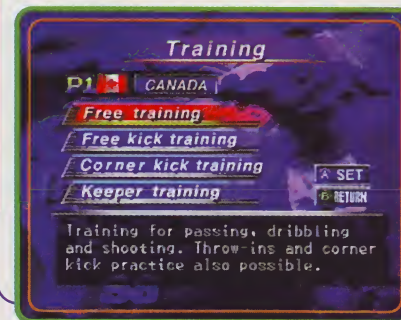 Training
P1 CANADA
Free training
Free kick training
Corner kick training
A SET
Keeper training
B RETURN
Training for passing, dribbling
and shooting. Throw-ins and corner
kick practice also possible.